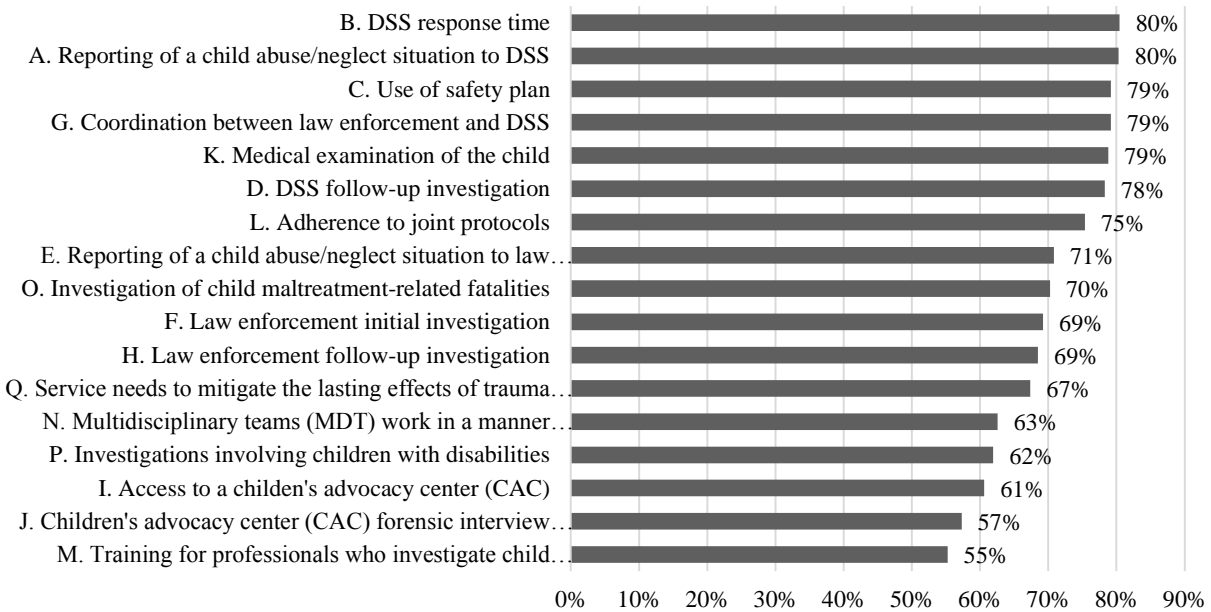 B. DSS response time 80%
A. Reporting of a child abuse/neglect situation to DSS 80%
C. Use of safety plan 79%
G. Coordination between law enforcement and DSS 79%
K. Medical examination of the child 79%
D. DSS follow-up investigation 78%
L. Adherence to joint protocols 75%
E. Reporting of a child abuse/neglect situation to law… 71%
O. Investigation of child maltreatment-related fatalities 70%
F. Law enforcement initial investigation 69%
H. Law enforcement follow-up investigation 69%
Q. Service needs to mitigate the lasting effects of trauma… 67%
N. Multidisciplinary teams (MDT) work in a manner… 63%
P. Investigations involving children with disabilities 62%
I. Access to a childen's advocacy center (CAC) 61%
J. Children's advocacy center (CAC) forensic interview… 57%
M. Training for professionals who investigate child… 55%
0% 10% 20% 30% 40% 50% 60% 70% 80% 90%